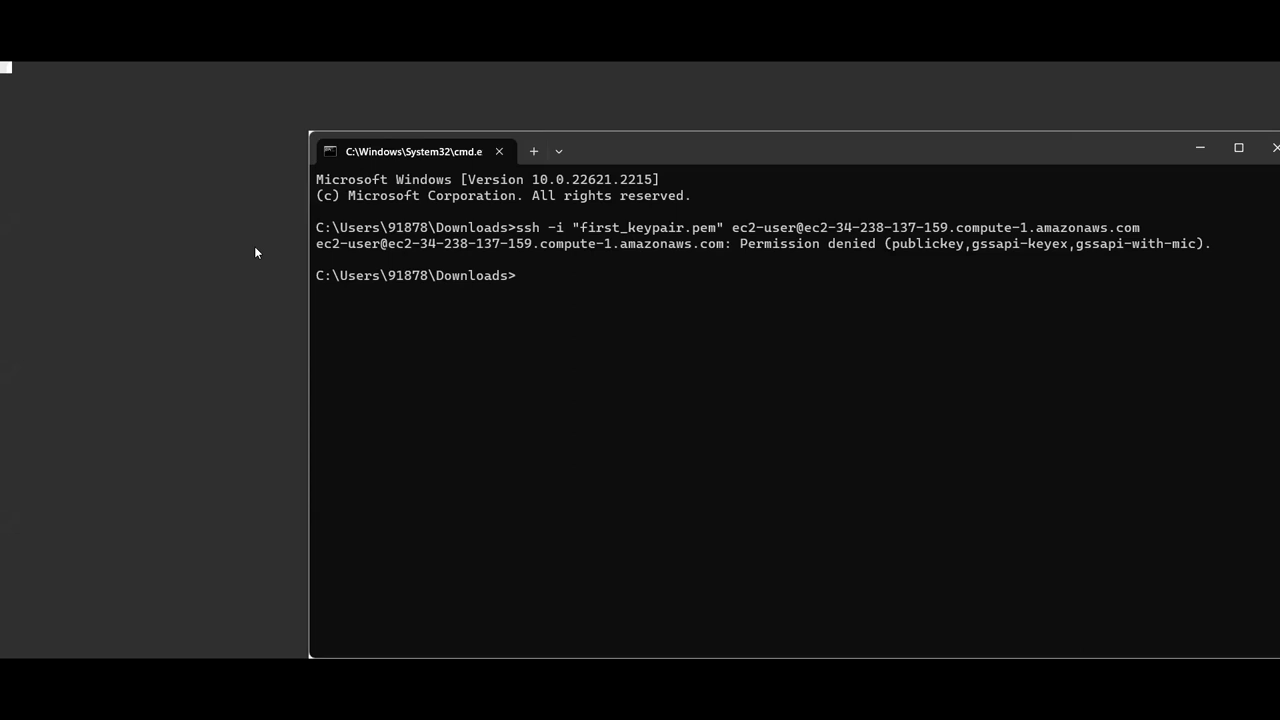 C:\Windows\System32\cmd.e
Microsoft Windows [Version 10.0.22621.2215]
(c) Microsoft Corporation. All rights reserved.
C:\Users\91878\Downloads>ssh -i "first_keypair.pem" ec2-user@ec2-34-238-137-159.compute-1.amazonaws.com
ec2-user@ec2-34-238-137-159.compute-1.amazonaws.com: Permission denied (publickey,gssapi-keyex,gssapi-with-mic).
C:\Users\91878\Downloads>